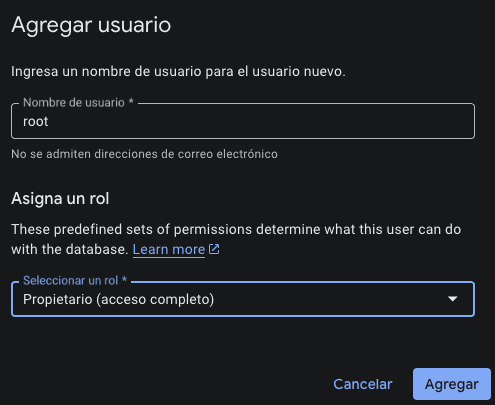 Agregar usuario
Ingresa un nombre de usuario para el usuario nuevo.
Nombre de usuario *
root
No se admiten direcciones de correo electrónico
Asigna un rol
These predefined sets of permissions determine what this user can do
with the database. Learn more
Seleccionar un rol *
Propietario (acceso completo)
Cancelar
Agregar